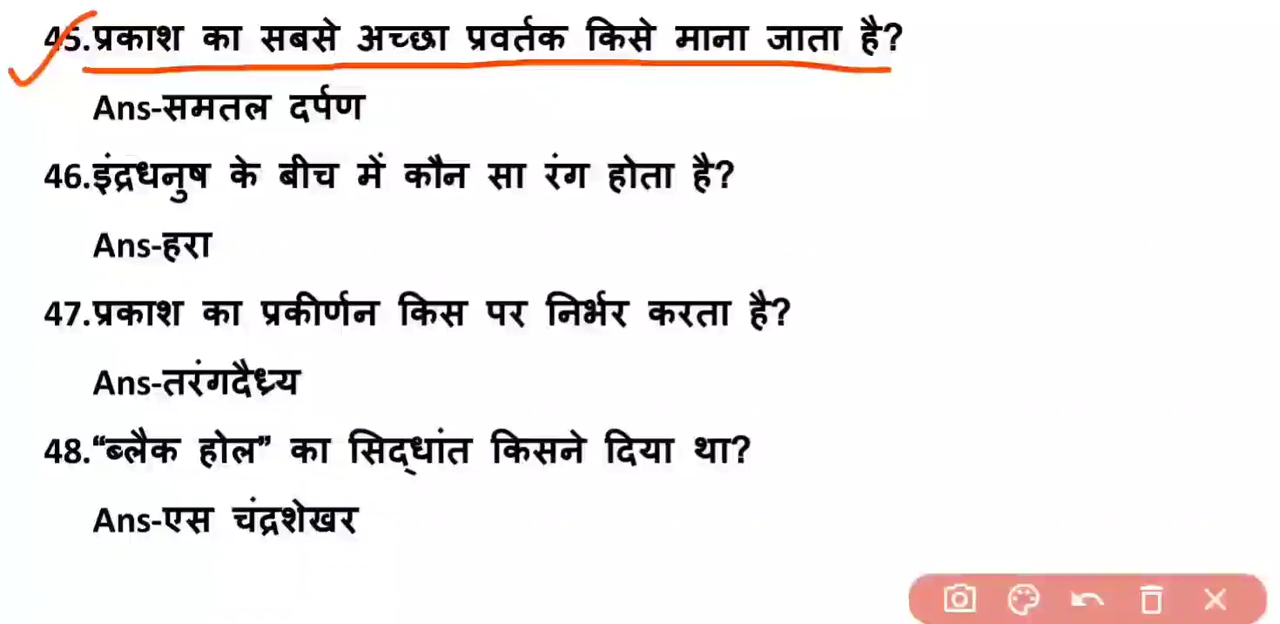 45.प्रकाश का सबसे अच्छा प्रवर्तक किसे माना जाता है?
Ans-समतल दर्पण
46.इंद्रधनुष के बीच में कौन सा रंग होता है?
Ans-हरा
47.प्रकाश का प्रकीर्णन किस पर निर्भर करता है?
Ans-तरंगदैध्र्य
48.“ब्लैक होल” का सिद्धांत किसने दिया था?
Ans-एस चंद्रशेखर